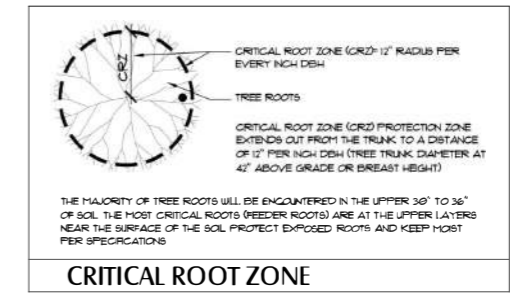 CRZ
CRITICAL ROOT ZONE (CRZ)= 12" RADIUS PER
EVERY INCH DBH
TREE ROOTS
CRITICAL ROOT ZONE (CRZ) PROTECTION ZONE
EXTENDS OUT FROM THE TRUNK TO A DISTANCE
OF 12" PER INCH DBH (TREE TRUNK DIAMETER AT
42" ABOVE GRADE OR BREAST HEIGHT)
THE MAJORITY OF TREE ROOTS WILL BE ENCOUNTERED IN THE UPPER 30" TO 36"
OF SOIL. THE MOST CRITICAL ROOTS (FEEDER ROOTS) ARE AT THE UPPER LAYERS
NEAR THE SURFACE OF THE SOIL PROTECT EXPOSED ROOTS AND KEEP MOIST
PER SPECIFICATIONS
CRITICAL ROOT ZONE